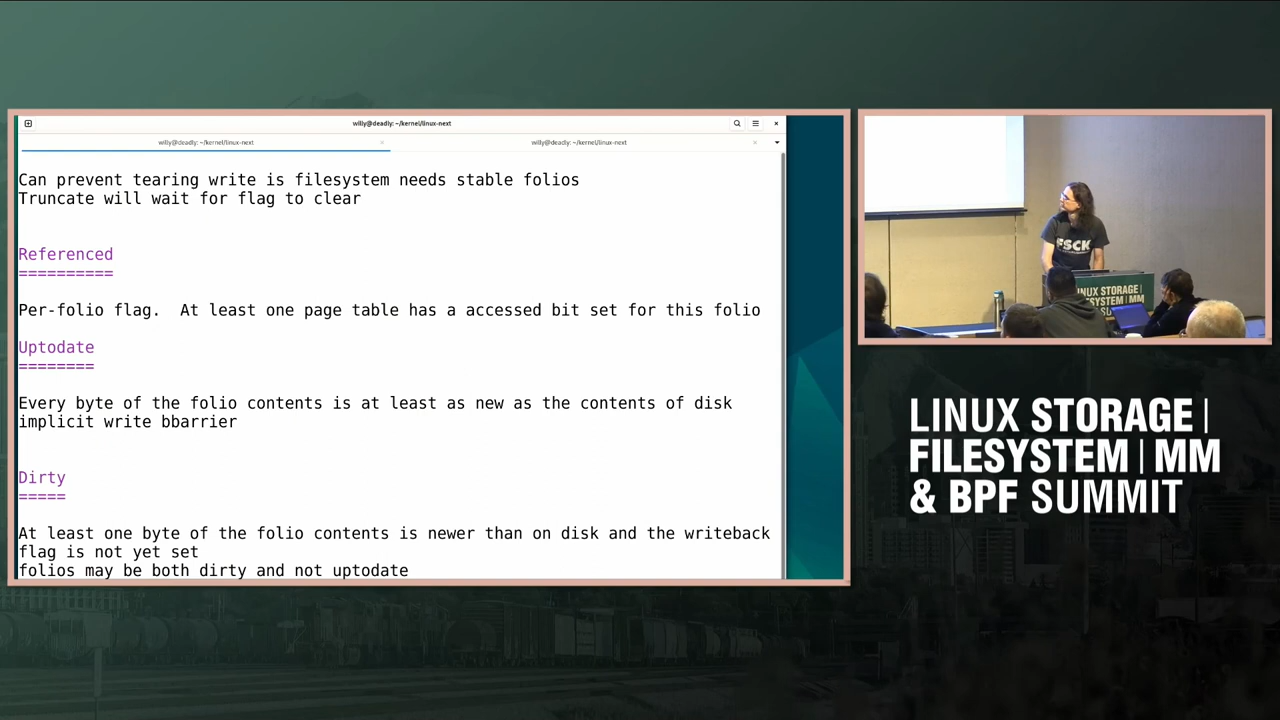 willy@deadly: ~/kernel/linux-next
willy@deadly: ~/kernel/linux-next
willy@deadly: ~/kernel/linux-next
Can prevent tearing write is filesystem needs stable folios
Truncate will wait for flag to clear
Referenced
==========
Per-folio flag.  At least one page table has a accessed bit set for this folio
Uptodate
========
Every byte of the folio contents is at least as new as the contents of disk
implicit write bbarrier
Dirty
=====
At least one byte of the folio contents is newer than on disk and the writeback
flag is not yet set
folios may be both dirty and not uptodate
FSCK
LINUX STORAGE |
FILESYSTEM | MM
& BPF SUMMIT